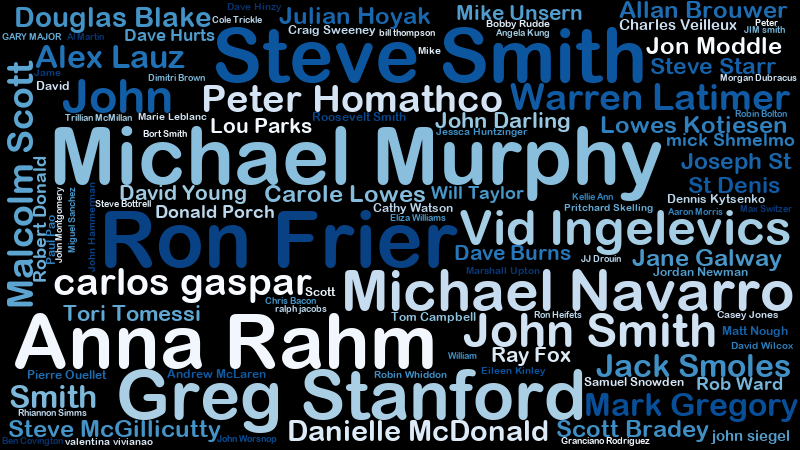 Douglas Blake
Dave Hinzy
Cole Trickle
Julian Hoyak
Mike Unsern
Allan Brouwer
Bobby Rudde
Charles Veilleux
Peter
GARY MAJOR
Al Martin
Dave Hurts
Craig Sweeney
bill thompson
Angela Kung
JIM smith
Alex Lauz
Steve Smith
Mike
Jon Moddle
Jame
Dimitri Brown
Steve Starr
Morgan Dubracus
David
John
Peter Homathco
Warren Latimer
Malcolm Scott
Trillian McMillan
Marie Leblanc
Roosevelt Smith
John Darling
Robin Bolton
Bort Smith
Lou Parks
Jessca Huntzinger
Lowes Kotiesen
mick Shmelmo
Michael Murphy
Joseph St
St Denis
Robert Donald
Paul Pao
John Montgomery
Miguel Sanchez
John Hammerman
David Young
Carole Lowes
Will Taylor
Kellie Ann
Dennis Kytsenko
Steve Bottrell
Donald Porch
Cathy Watson
Pritchard Skelling
Aaron Morris
Max Switzer
Eliza Williams
Ron Frier
Vid Ingelevics
Dave Burns
JJ Drouin
Jane Galway
Marshall Upton
Jordan Newman
carlos gaspar
Scott
Michael Navarro
Chris Bacon
ralph jacobs
Tori Tomessi
Tom Campbell
Ron Heifets
Casey Jones
Anna Rahm
John Smith
Matt Nough
David Wilcox
William
Ray Fox
Jack Smoles
Pierre Ouellet
Andrew McLaren
Robin Whiddon
Eileen Kinley
Samuel Snowden
Rob Ward
Smith
Greg Stanford
Mark Gregory
Rhiannon Simms
Steve McGillicutty
Danielle McDonald
Scott Bradey
john siegel
Ben Covington
valentina vivianao
John Worsnop
Granciano Rodriguez